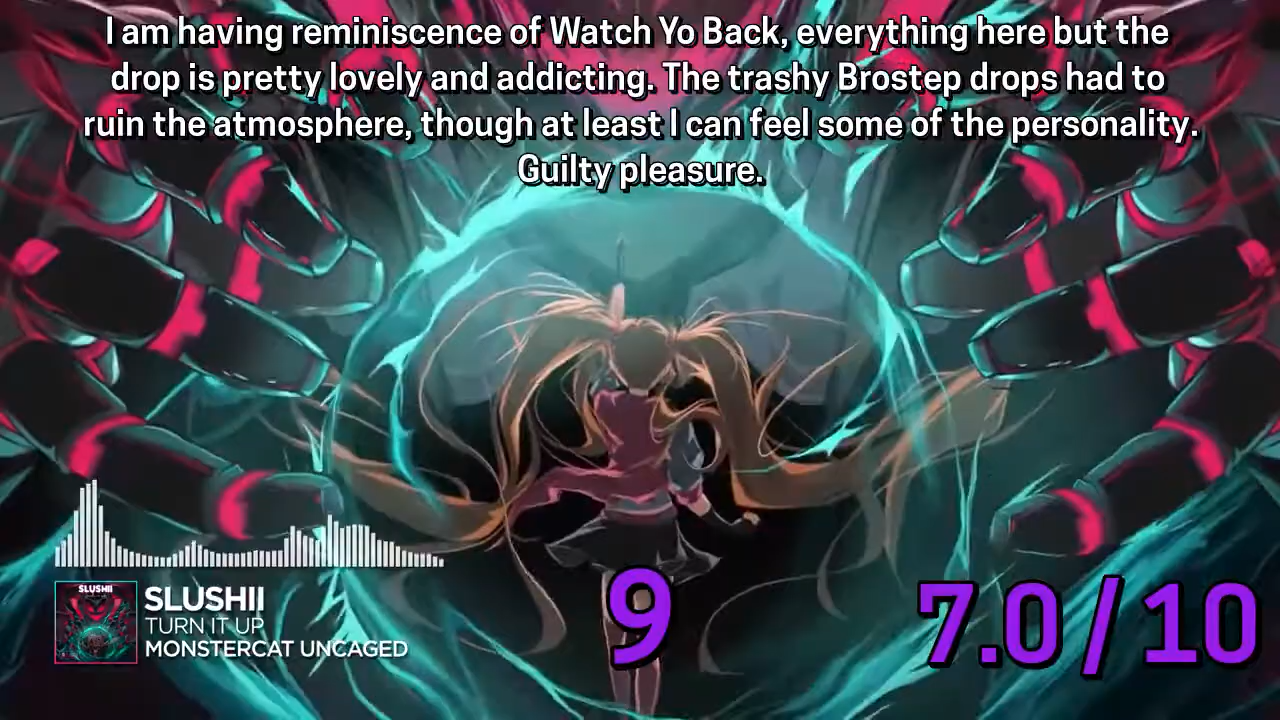 I am having reminiscence of Watch Yo Back, everything here but the
drop is pretty lovely and addicting. The trashy Brostep drops had to
ruin the atmosphere, though at least I can feel some of the personality.
Guilty pleasure.
SLUSHII
SLUSHII
TURN IT UP
MONSTERCAT UNCAGED
9
7.0 / 10